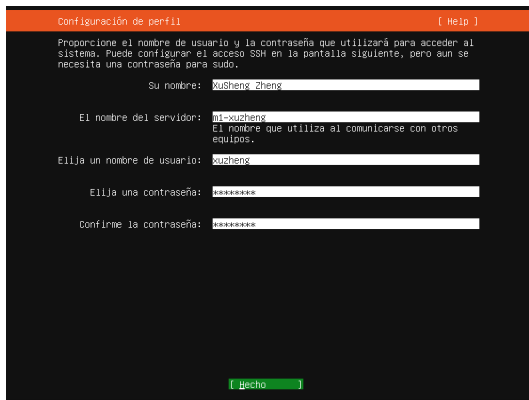 Configuración de perfil [ Help ]
Proporcione el nombre de usuario y la contraseña que utilizará para acceder al
sistema. Puede configurar el acceso SSH en la pantalla siguiente, pero aun se
necesita una contraseña para sudo.
Su nombre: XuSheng Zheng
El nombre del servidor: m1-xuzheng
El nombre que utiliza al comunicarse con otros
equipos.
Elija un nombre de usuario: xuzheng
Elija una contraseña: ********
Confirme la contraseña: ********
[ Hecho ]